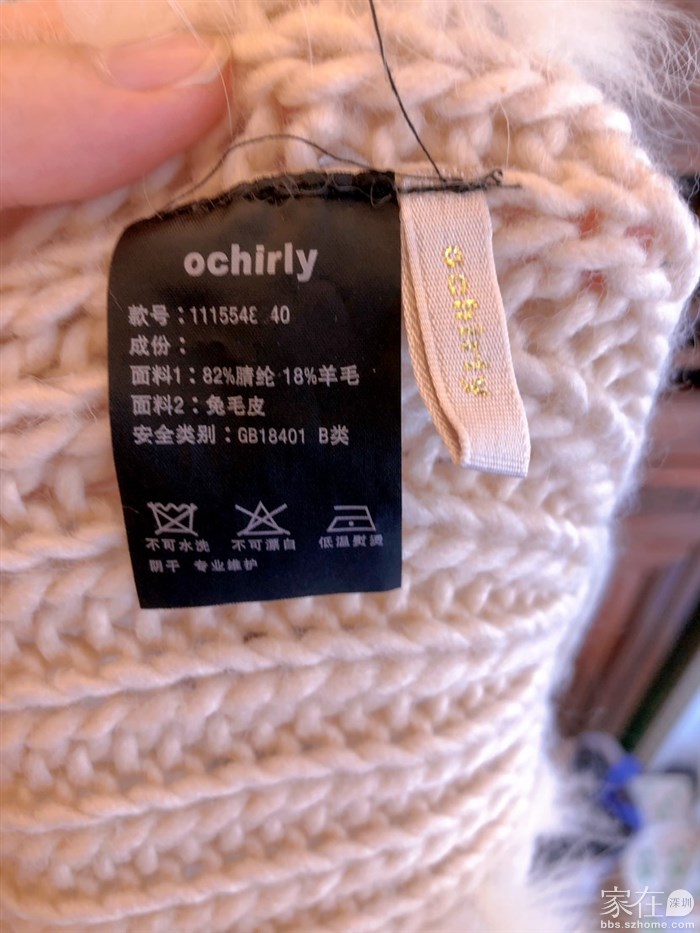 ochirly
款号：1115548 40
成份：
面料1：82%腈纶 18%羊毛
面料2：兔毛皮
安全类别：GB18401 B类
不可水洗 不可漂白 低温熨烫
阴干 专业维护
ochirly
家在深圳
bbs.szhome.com